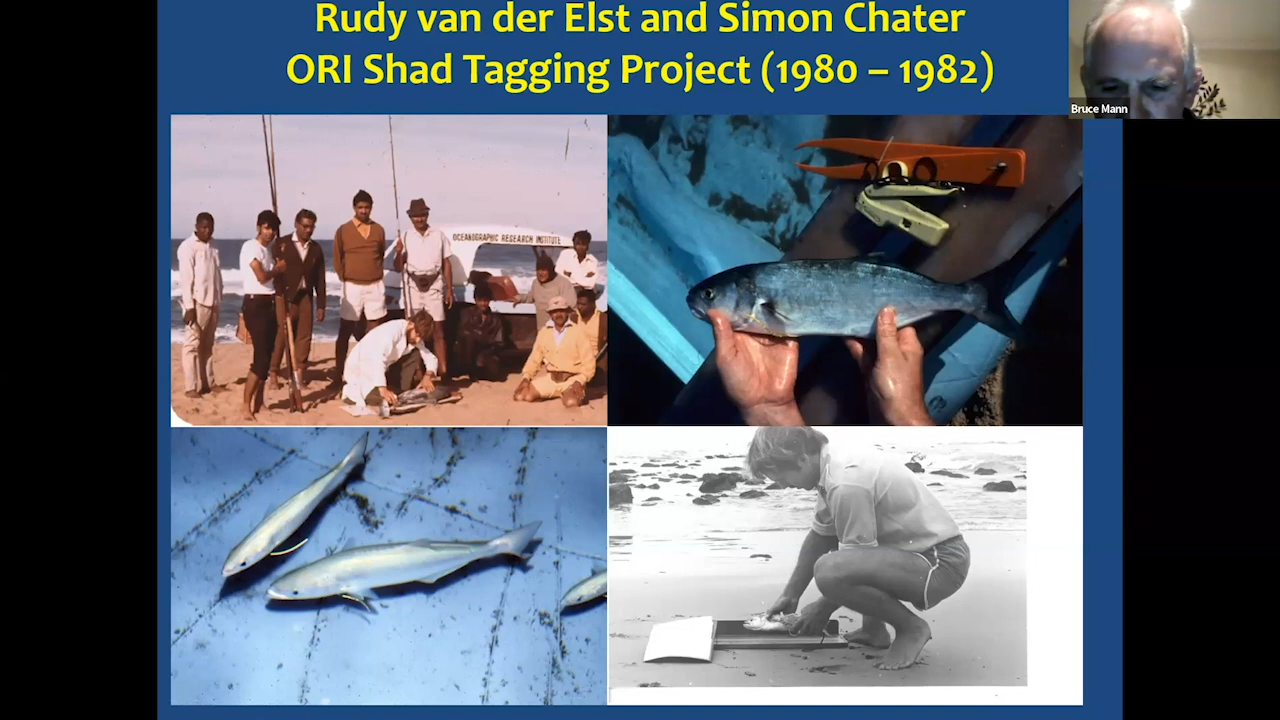 Rudy van der Elst and Simon Chater
ORI Shad Tagging Project (1980 – 1982)
Bruce Mann
OCEANOGRAPHIC RESEARCH INSTITUTE